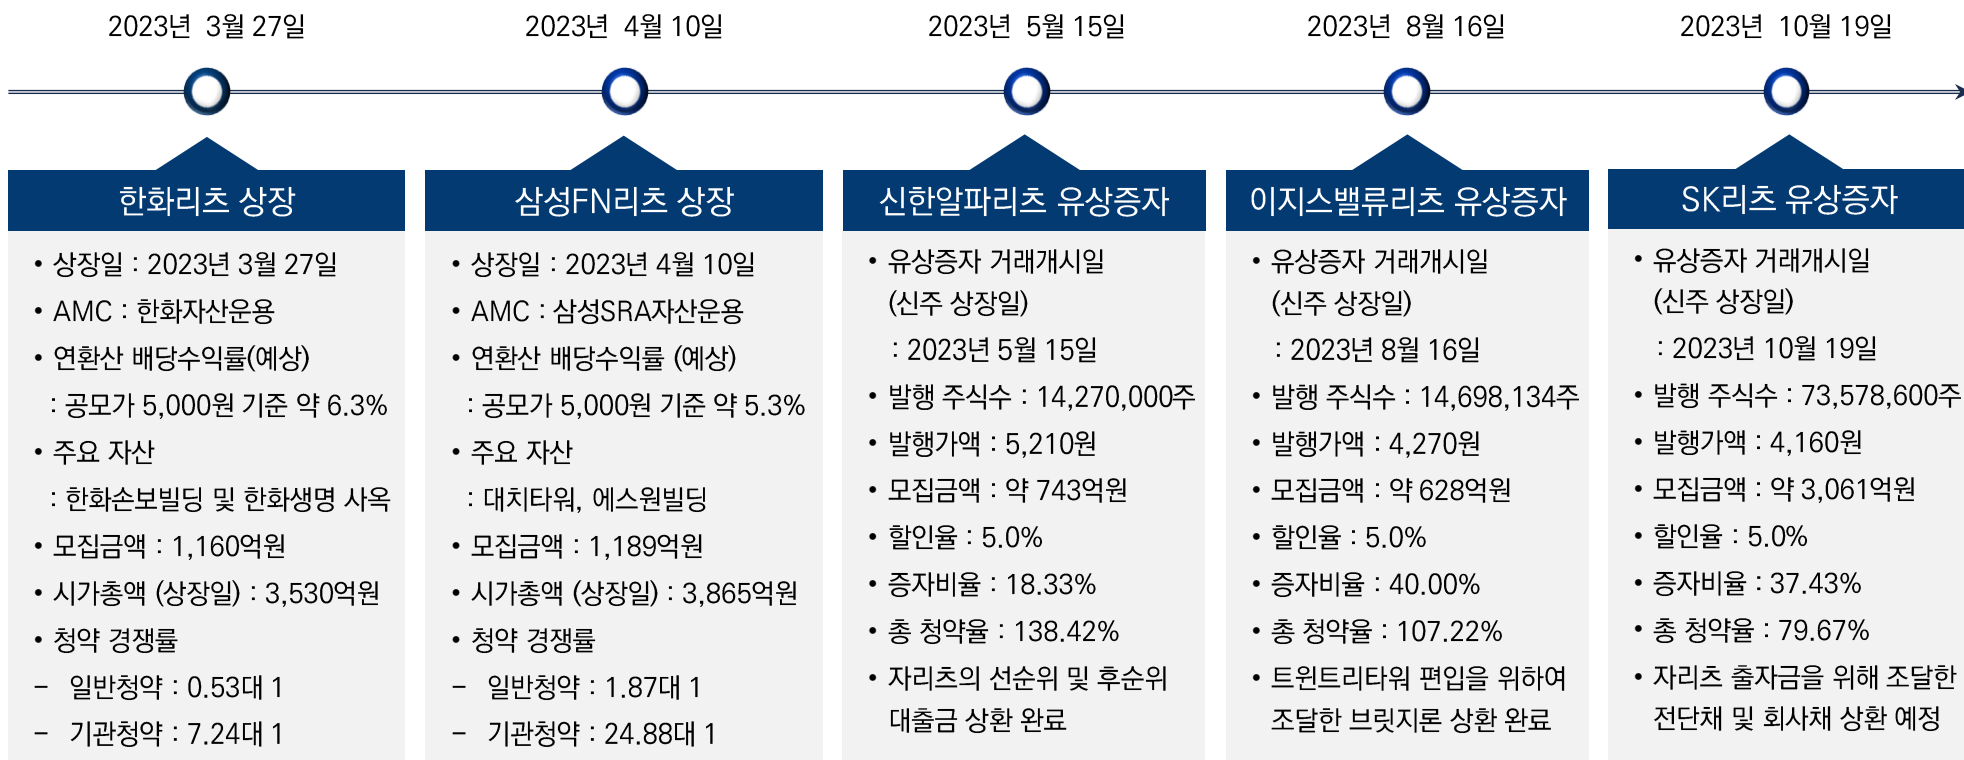 2023년 3월 27일
2023년 4월 10일
2023년 5월 15일
2023년 8월 16일
2023년 10월 19일
한화리츠 상장
• 상장일 : 2023년 3월 27일
• AMC : 한화자산운용
• 연환산 배당수익률(예상)
: 공모가 5,000원 기준 약 6.3%
• 주요 자산
: 한화손보빌딩 및 한화생명 사옥
• 모집금액 : 1,160억원
• 시가총액 (상장일) : 3,530억원
• 청약 경쟁률
– 일반청약 : 0.53대 1
– 기관청약 : 7.24대 1
삼성FN리츠 상장
• 상장일 : 2023년 4월 10일
• AMC : 삼성SRA자산운용
• 연환산 배당수익률 (예상)
: 공모가 5,000원 기준 약 5.3%
• 주요 자산
: 대치타워, 에스원빌딩
• 모집금액 : 1,189억원
• 시가총액 (상장일) : 3,865억원
• 청약 경쟁률
– 일반청약 : 1.87대 1
– 기관청약 : 24.88대 1
신한알파리츠 유상증자
• 유상증자 거래개시일
(신주 상장일)
: 2023년 5월 15일
• 발행 주식수 : 14,270,000주
• 발행가액 : 5,210원
• 모집금액 : 약 743억원
• 할인율 : 5.0%
• 증자비율 : 18.33%
• 총 청약율 : 138.42%
• 자리츠의 선순위 및 후순위
대출금 상환 완료
이지스밸류리츠 유상증자
• 유상증자 거래개시일
(신주 상장일)
: 2023년 8월 16일
• 발행 주식수 : 14,698,134주
• 발행가액 : 4,270원
• 모집금액 : 약 628억원
• 할인율 : 5.0%
• 증자비율 : 40.00%
• 총 청약율 : 107.22%
• 트윈트리타워 편입을 위하여
조달한 브릿지론 상환 완료
SK리츠 유상증자
• 유상증자 거래개시일
(신주 상장일)
: 2023년 10월 19일
• 발행 주식수 : 73,578,600주
• 발행가액 : 4,160원
• 모집금액 : 약 3,061억원
• 할인율 : 5.0%
• 증자비율 : 37.43%
• 총 청약율 : 79.67%
• 자리츠 출자금을 위해 조달한
전단채 및 회사채 상환 예정